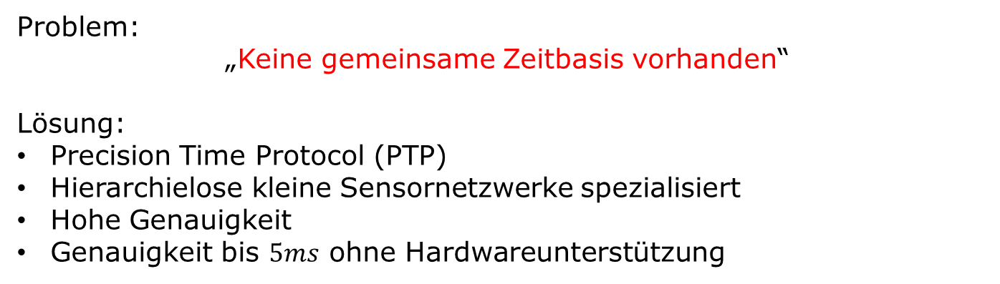 Problem:
„Keine gemeinsame Zeitbasis vorhanden“
Lösung:
• Precision Time Protocol (PTP)
• Hierarchielose kleine Sensornetzwerke spezialisiert
• Hohe Genauigkeit
• Genauigkeit bis 5ms ohne Hardwareunterstützung